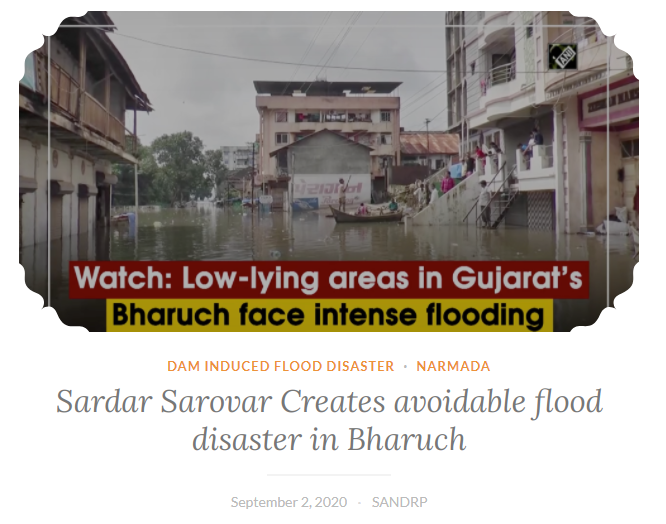 ANI
Watch: Low-lying areas in Gujarat's
Bharuch face intense flooding
DAM INDUCED FLOOD DISASTER · NARMADA
Sardar Sarovar Creates avoidable flood
disaster in Bharuch
September 2, 2020 · SANDRP